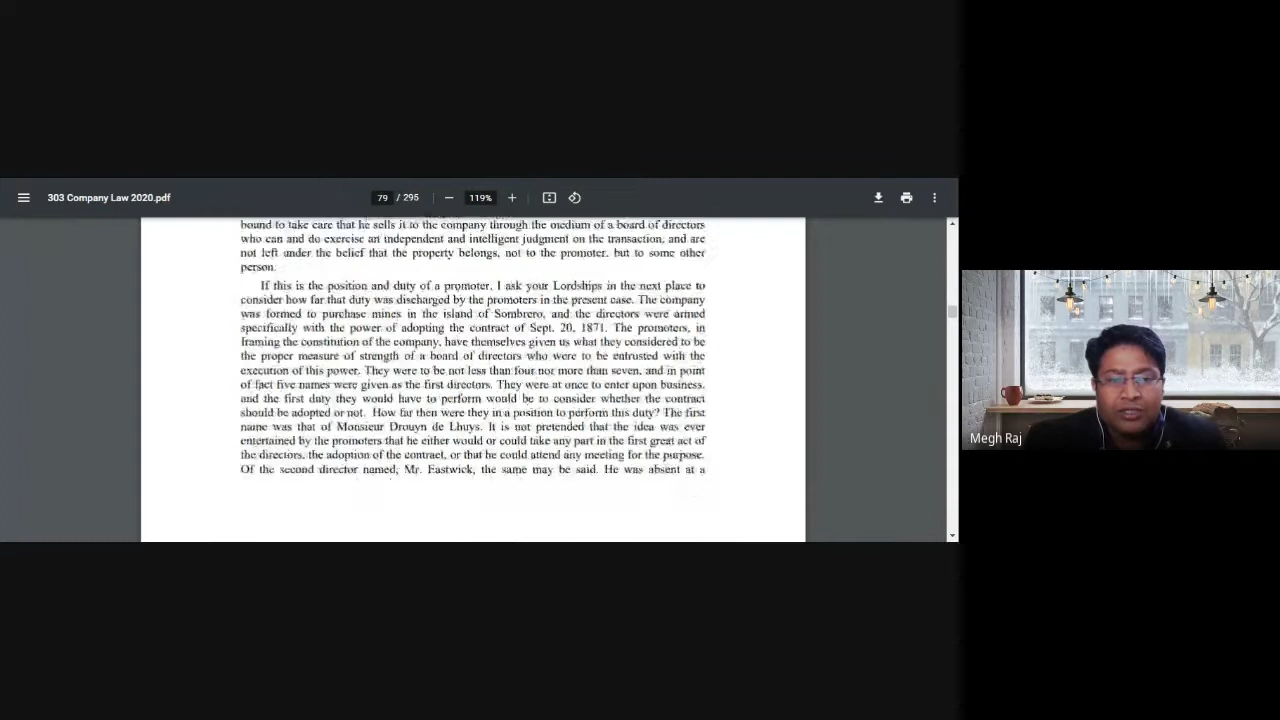 303 Company Law 2020.pdf
79 / 295
119%
bound to take care that he sells it to the company through the medium of a board of directors
who can and do exercise an independent and intelligent judgment on the transaction, and are
not left under the belief that the property belongs, not to the promoter, but to some other
person.
If this is the position and duty of a promoter, I ask your Lordships in the next place to
consider how far that duty was discharged by the promoters in the present case. The company
was formed to purchase mines in the island of Sombrero, and the directors were armed
specifically with the power of adopting the contract of Sept. 20, 1871. The promoters, in
framing the constitution of the company, have themselves given us what they considered to be
the proper measure of strength of a board of directors who were to be entrusted with the
execution of this power. They were to be not less than four nor more than seven, and in point
of fact five names were given as the first directors. They were at once to enter upon business,
and the first duty they would have to perform would be to consider whether the contract
should be adopted or not. How far then were they in a position to perform this duty? The first
name was that of Monsieur Drouyn de Lhuys. It is not pretended that the idea was ever
entertained by the promoters that he either would or could take any part in the first great act of
the directors, the adoption of the contract, or that he could attend any meeting for the purpose.
Of the second director named, Mr. Eastwick, the same may be said. He was absent at a
Megh Raj